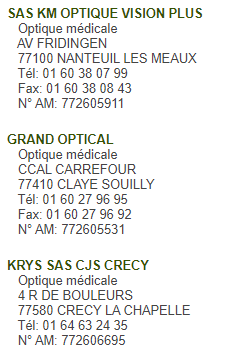 SAS KM OPTIQUE VISION PLUS
Optique médicale
AV FRIDINGEN
77100 NANTEUIL LES MEAUX
Tél: 01 60 38 07 99
Fax: 01 60 38 08 43
N° AM: 772605911
GRAND OPTICAL
Optique médicale
CCAL CARREFOUR
77410 CLAYE SOUILLY
Tél: 01 60 27 96 95
Fax: 01 60 27 96 92
N° AM: 772605531
KRYS SAS CJS CRECY
Optique médicale
4 R DE BOULEURS
77580 CRECY LA CHAPELLE
Tél: 01 64 63 24 35
N° AM: 772606695